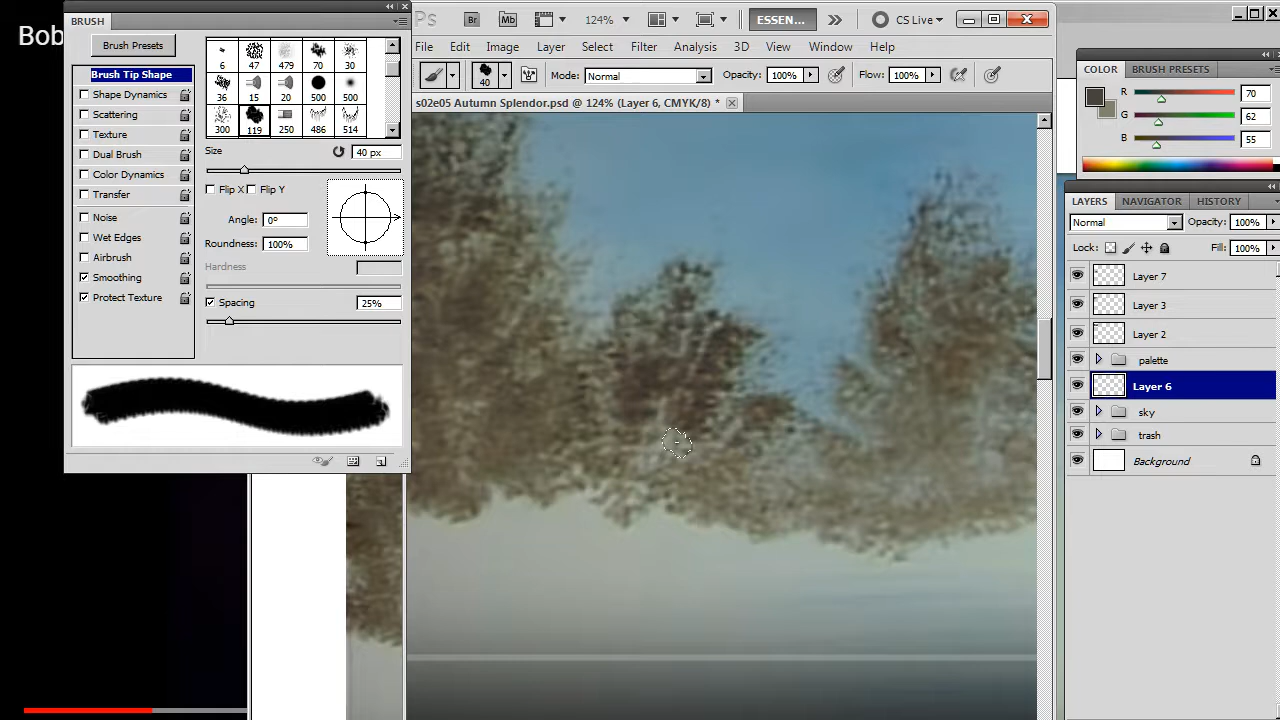 Bob
BRUSH
Brush Presets
Brush Tip Shape
Shape Dynamics
Scattering
Texture
Dual Brush
Color Dynamics
Transfer
Noise
Wet Edges
Airbrush
Smoothing
Protect Texture
6 47 479 70 30
36 15 20 500 500
300 119 250 486 514
Size 40 px
Flip X Flip Y
Angle: 0º
Roundness: 100%
Hardness
Spacing 25%
Ps Br Mb 124% ESSEN... CS Live
File Edit Image Layer Select Filter Analysis 3D View Window Help
40 Mode: Normal Opacity: 100% Flow: 100%
s02e05 Autumn Splendor.psd @ 124% (Layer 6, CMYK/8) *
COLOR BRUSH PRESETS
R 70
G 62
B 55
LAYERS NAVIGATOR HISTORY
Normal Opacity: 100%
Lock: Fill: 100%
Layer 7
Layer 3
Layer 2
palette
Layer 6
sky
trash
Background